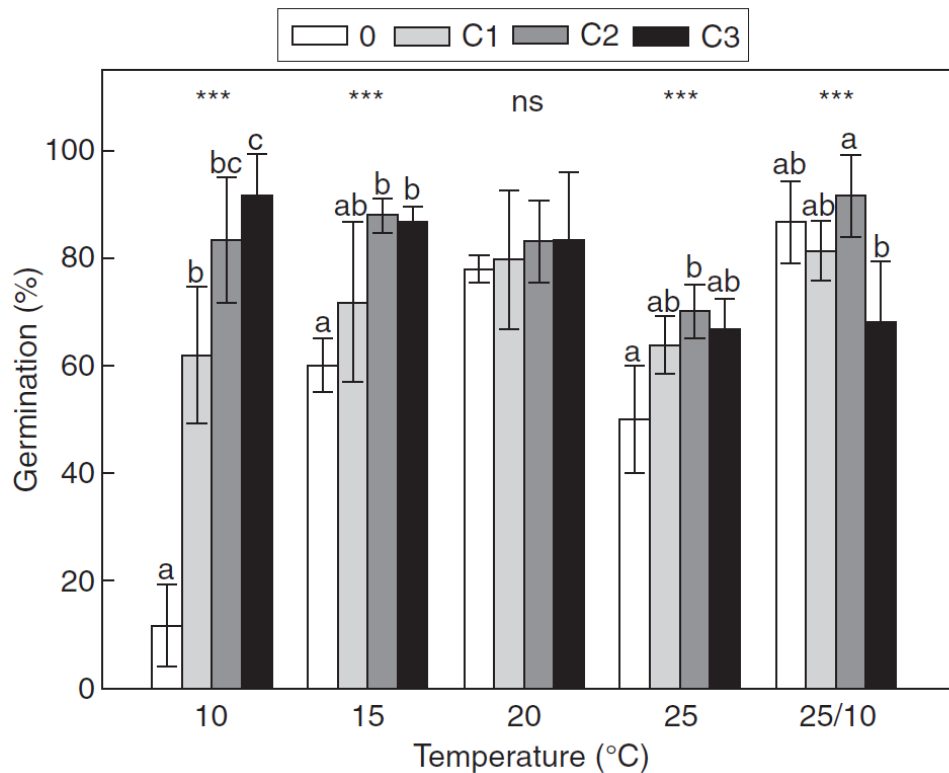 0 C1 C2 C3
*** *** ns *** ***
100
80
60
40
20
0
a b bc c
a ab b b
a ab b ab
ab ab a b
10 15 20 25 25/10
Temperature (°C)
Germination (%)